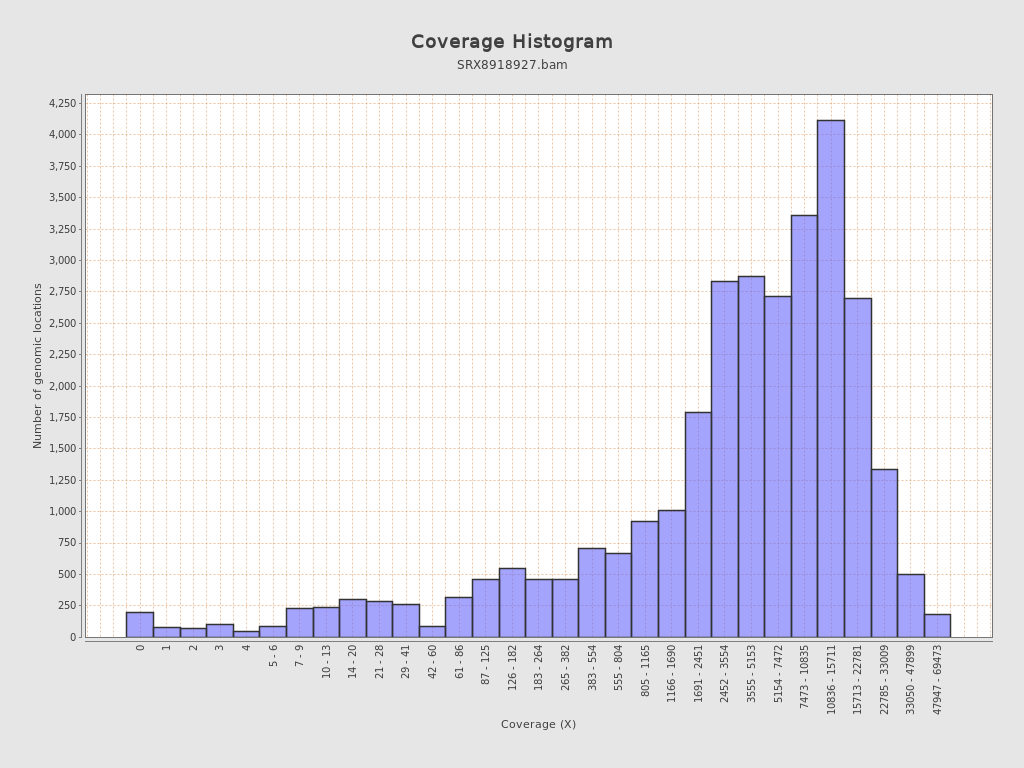 Coverage Histogram
SRX8918927.bam
Number of genomic locations
4,250
4,000
3,750
3,500
3,250
3,000
2,750
2,500
2,250
2,000
1,750
1,500
1,250
1,000
750
500
250
0
0
1
2
3
4
5 - 6
7 - 9
10 - 13
14 - 20
21 - 28
29 - 41
42 - 60
61 - 86
87 - 125
126 - 182
183 - 264
265 - 382
383 - 554
555 - 804
805 - 1165
1166 - 1690
1691 - 2451
2452 - 3554
3555 - 5153
5154 - 7472
7473 - 10835
10836 - 15711
15713 - 22781
22785 - 33009
33050 - 47899
47947 - 69473
Coverage (X)